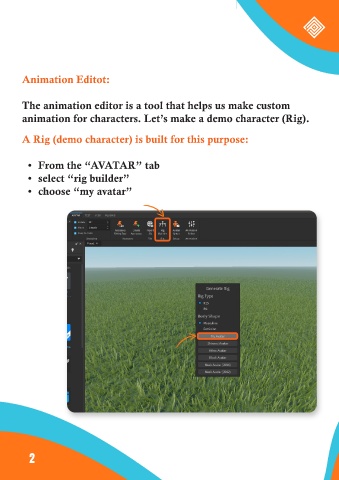 Animation Editot:
The animation editor is a tool that helps us make custom
animation for characters. Let's make a demo character (Rig).
A Rig (demo character) is built for this purpose:
• From the “AVATAR” tab
• select “rig builder”
• choose “my avatar”
Generate Rig
Rig Type
Body Shape
My Avatar
2